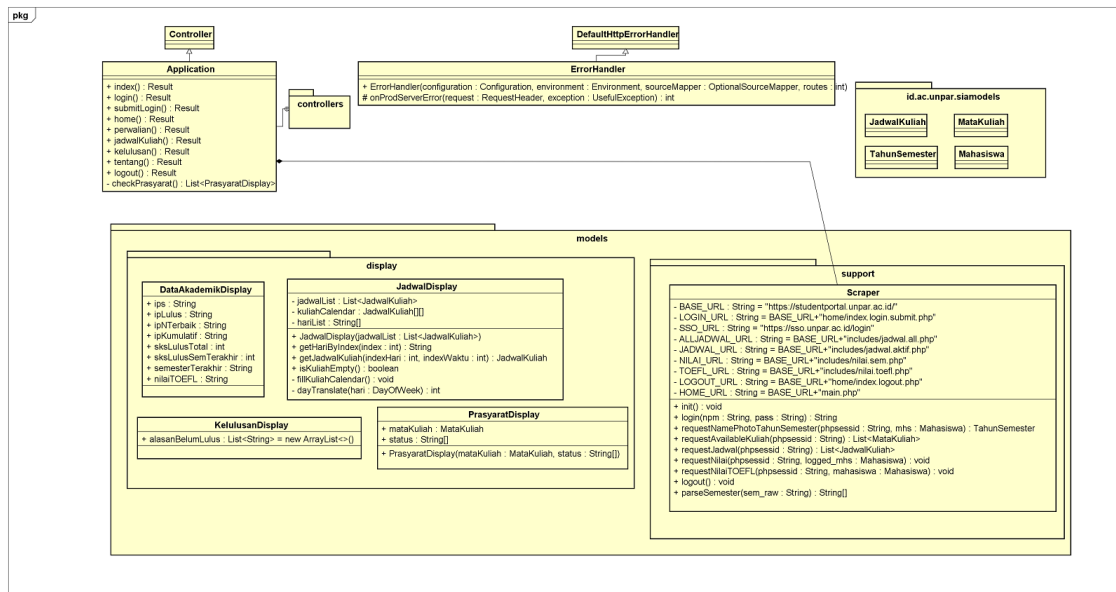 pkg
Controller
Application
+ index() : Result
+ login() : Result
+ submitLogin() : Result
+ home() : Result
+ perwalian() : Result
+ jadwalKuliah() : Result
+ kelulusan() : Result
+ tentang() : Result
+ logout() : Result
- checkPrasyarat() : List<PrasyaratDisplay>
controllers
DefaultHttpErrorHandler
ErrorHandler
+ ErrorHandler(configuration : Configuration, environment : Environment, sourceMapper : OptionalSourceMapper, routes : int)
# onProdServerError(request : RequestHeader, exception : UsefulException) : int
id.ac.unpar.siamodels
JadwalKuliah
MataKuliah
TahunSemester
Mahasiswa
models
display
DataAkademikDisplay
+ ips : String
+ ipLulus : String
+ ipNTerbaik : String
+ ipKumulatif : String
+ sksLulusTotal : int
+ sksLulusSemTerakhir : int
+ semesterTerakhir : String
+ nilaiTOEFL : String
JadwalDisplay
- jadwalList : List<JadwalKuliah>
- kuliahCalendar : JadwalKuliah[][]
- hariList : String[]
+ JadwalDisplay(jadwalList : List<JadwalKuliah>)
+ getHariByIndex(index : int) : String
+ getJadwalKuliah(indexHari : int, indexWaktu : int) : JadwalKuliah
+ isKuliahEmpty() : boolean
- fillKuliahCalendar() : void
- dayTranslate(hari : DayOfWeek) : int
KelulusanDisplay
+ alasanBelumLulus : List<String> = new ArrayList<>()
PrasyaratDisplay
+ mataKuliah : MataKuliah
+ status : String[]
+ PrasyaratDisplay(mataKuliah : MataKuliah, status : String[])
support
Scraper
- BASE_URL : String = "https://studentportal.unpar.ac.id/"
- LOGIN_URL : String = BASE_URL+"home/index.login.submit.php"
- SSO_URL : String = "https://sso.unpar.ac.id/login"
- ALLJADWAL_URL : String = BASE_URL+"includes/jadwal.all.php"
- JADWAL_URL : String = BASE_URL+"includes/jadwal.aktif.php"
- NILAI_URL : String = BASE_URL+"includes/nilai.sem.php"
- TOEFL_URL : String = BASE_URL+"includes/nilai.toefl.php"
- LOGOUT_URL : String = BASE_URL+"home/index.logout.php"
- HOME_URL : String = BASE_URL+"main.php"
+ init() : void
+ login(npm : String, pass : String) : String
+ requestNamePhotoTahunSemester(phpsessid : String, mhs : Mahasiswa) : TahunSemester
+ requestAvailableKuliah(phpsessid : String) : List<MataKuliah>
+ requestJadwal(phpsessid : String) : List<JadwalKuliah>
+ requestNilai(phpsessid : String, logged_mhs : Mahasiswa) : void
+ requestNilaiTOEFL(phpsessid : String, mahasiswa : Mahasiswa) : void
+ logout() : void
+ parseSemester(sem_raw : String) : String[]